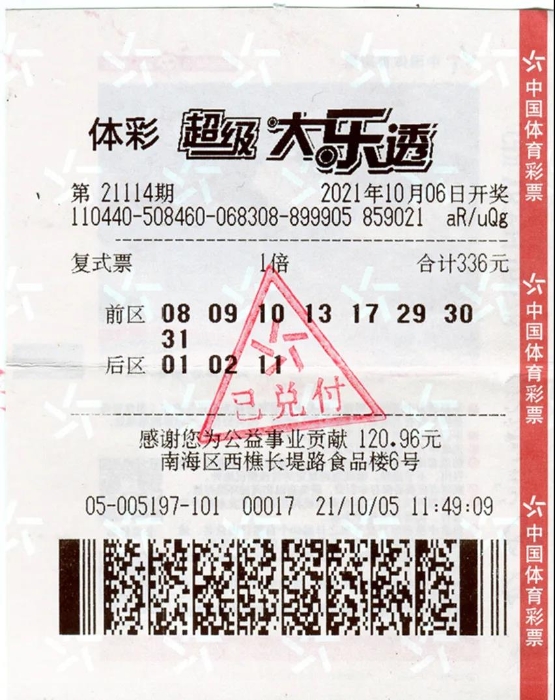 体彩 超级大乐透
第 21114期 2021年10月06日开奖
110440-508460-068308-899905 859021 aR/uQg
复式票 1倍 合计336元
前区 08 09 10 13 17 29 30
31
后区 01 02 11
已兑付
感谢您为公益事业贡献 120.96元
南海区西樵长堤路食品楼6号
05-005197-101 00017 21/10/05 11:49:09
中国体育彩票
中国体育彩票
中国体育彩票